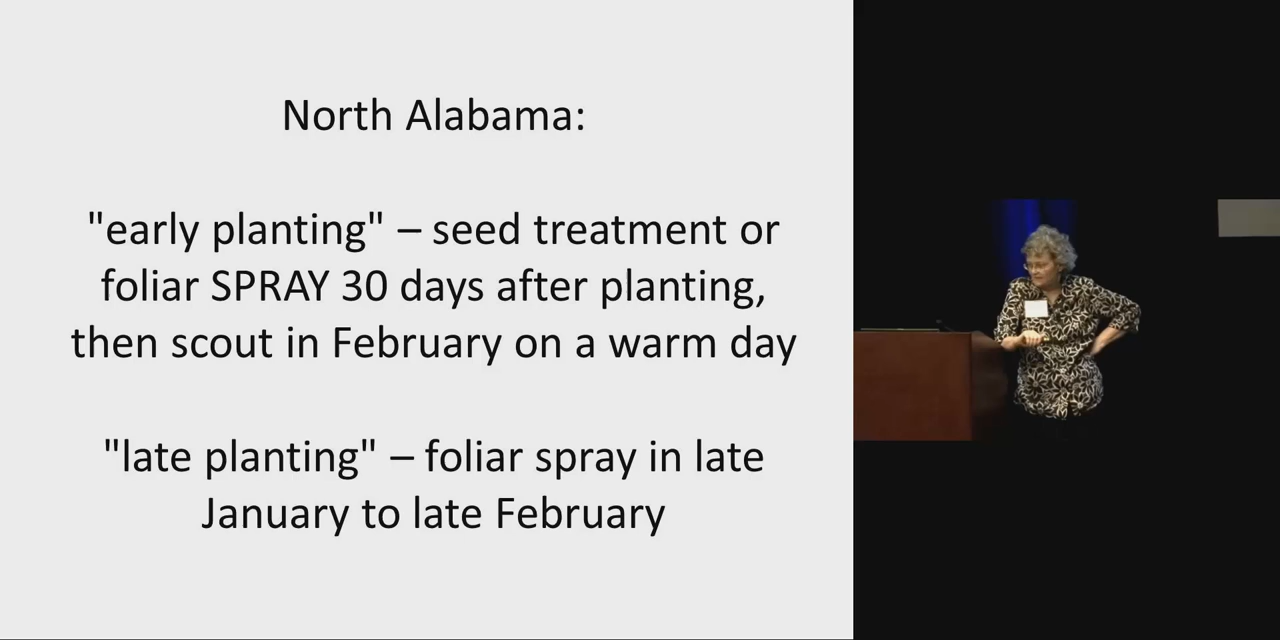 North Alabama:
"early planting" – seed treatment or
foliar SPRAY 30 days after planting,
then scout in February on a warm day
"late planting" – foliar spray in late
January to late February